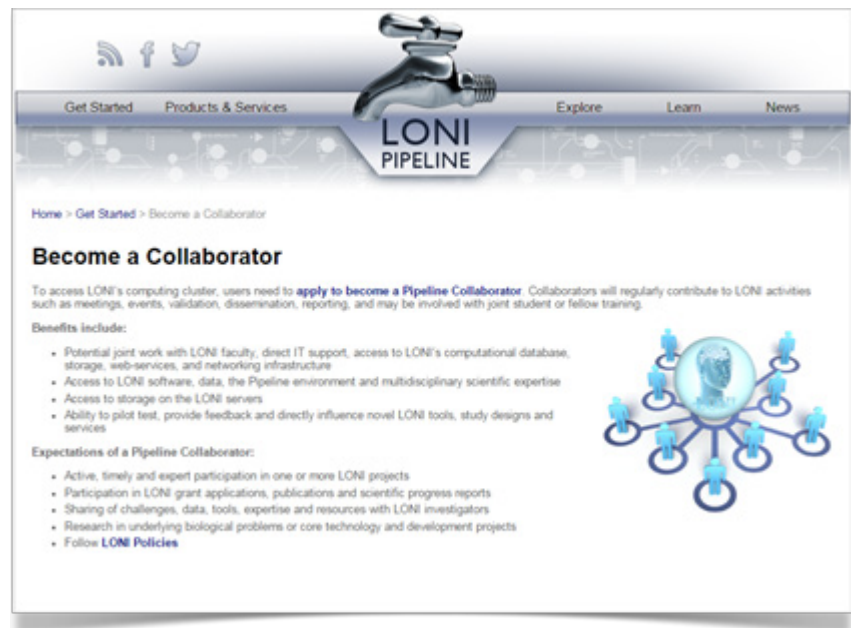 Get Started Products & Services Explore Learn News
LONI
PIPELINE
Home > Get Started > Become a Collaborator
Become a Collaborator
To access LONI's computing cluster, users need to apply to become a Pipeline Collaborator. Collaborators will regularly contribute to LONI activities
such as meetings, events, validation, dissemination, reporting, and may be involved with joint student or fellow training.
Benefits include:
• Potential joint work with LONI faculty, direct IT support, access to LONI's computational database,
storage, web-services, and networking infrastructure
• Access to LONI software, data, the Pipeline environment and multidisciplinary scientific expertise
• Access to storage on the LONI servers
• Ability to pilot test, provide feedback and directly influence novel LONI tools, study designs and
services
Expectations of a Pipeline Collaborator:
• Active, timely and expert participation in one or more LONI projects
• Participation in LONI grant applications, publications and scientific progress reports
• Sharing of challenges, data, tools, expertise and resources with LONI investigators
• Research in underlying biological problems or core technology and development projects
• Follow LONI Policies